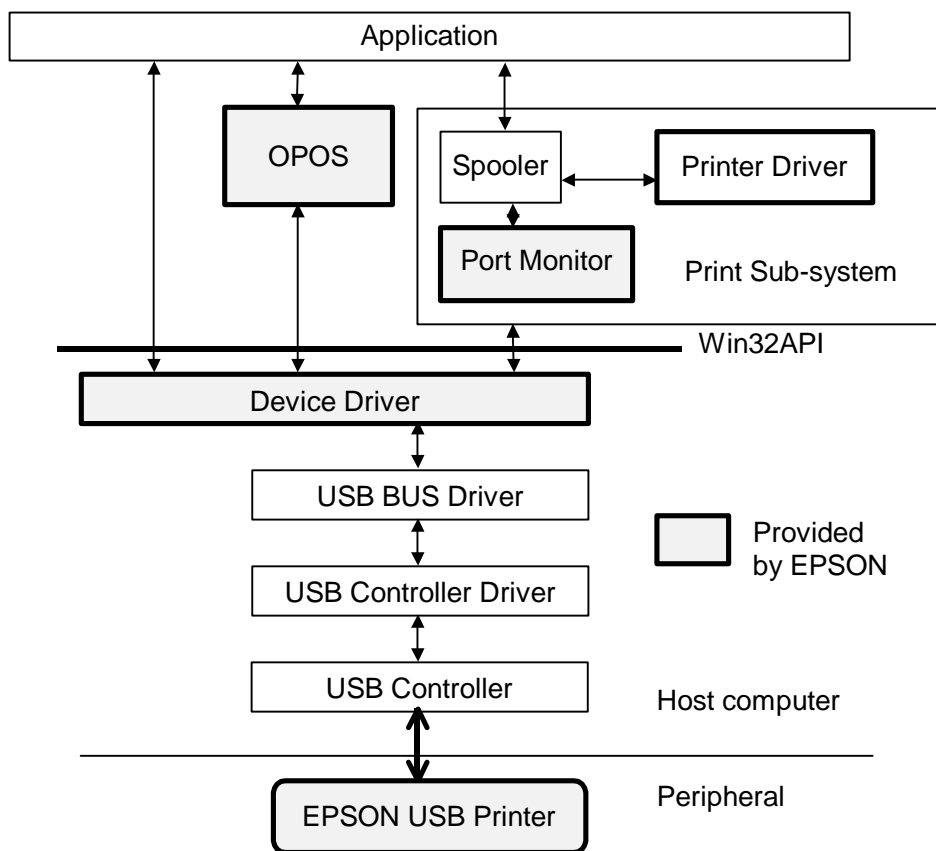 Application
OPOS
Spooler
Printer Driver
Port Monitor
Print Sub-system
Win32API
Device Driver
USB BUS Driver
Provided
by EPSON
USB Controller Driver
USB Controller
Host computer
Peripheral
EPSON USB Printer